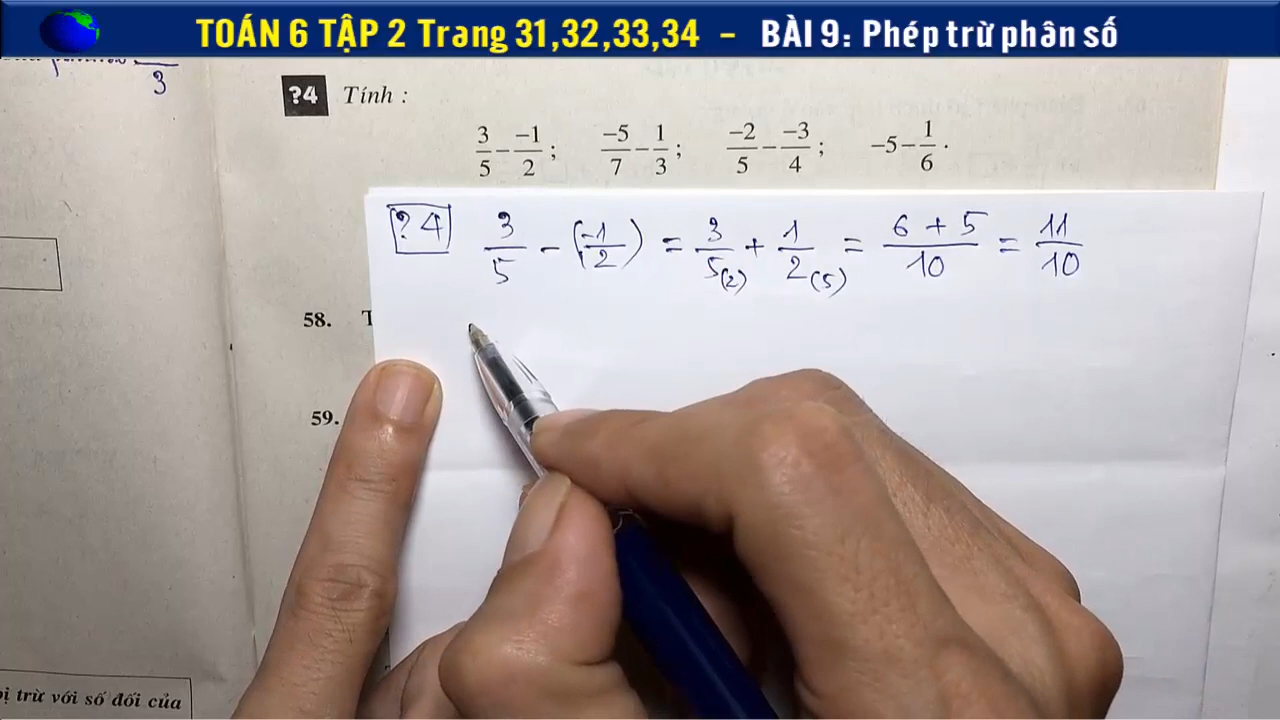 TOÁN 6 TẬP 2 Trang 31,32,33,34 – BÀI 9: Phép trừ phân số
3
?4 Tính :
3/5 − −1/2 ; −5/7 − 1/3 ; −2/5 − −3/4 ; −5 − 1/6 .
?4 3/5 − (−1/2) = 3/5(2) + 1/2(5) = 6 + 5/10 = 11/10
58. T
59.
ị trừ với số đối của